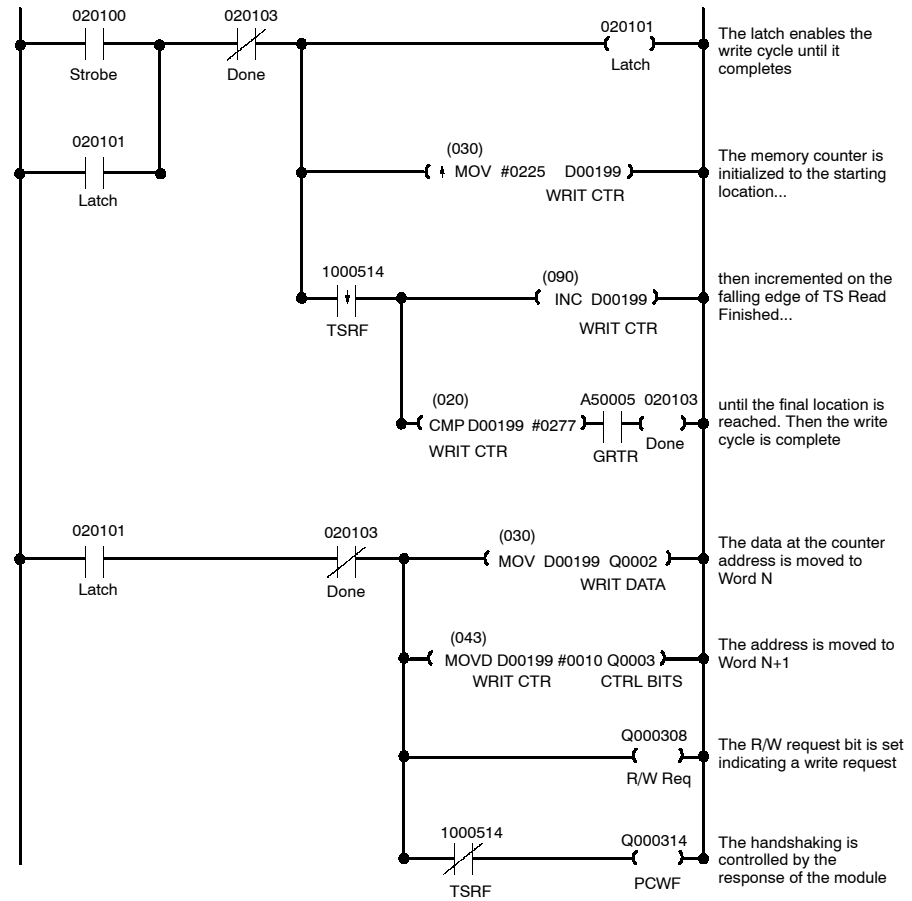 020100
020103
020101
Strobe
Done
Latch
The latch enables the
write cycle until it
completes
020101
Latch
(030)
MOV #0225 D00199
WRIT CTR
The memory counter is
initialized to the starting
location...
1000514
TSRF
(090)
INC D00199
WRIT CTR
then incremented on the
falling edge of TS Read
Finished...
(020)
A50005 020103
CMP D00199 #0277
WRIT CTR
GRTR
Done
until the final location is
reached. Then the write
cycle is complete
020101
Latch
020103
Done
(030)
MOV D00199 Q0002
WRIT DATA
The data at the counter
address is moved to
Word N
(043)
MOVD D00199 #0010 Q0003
WRIT CTR CTRL BITS
The address is moved to
Word N+1
Q000308
R/W Req
The R/W request bit is set
indicating a write request
1000514
TSRF
Q000314
PCWF
The handshaking is
controlled by the
response of the module